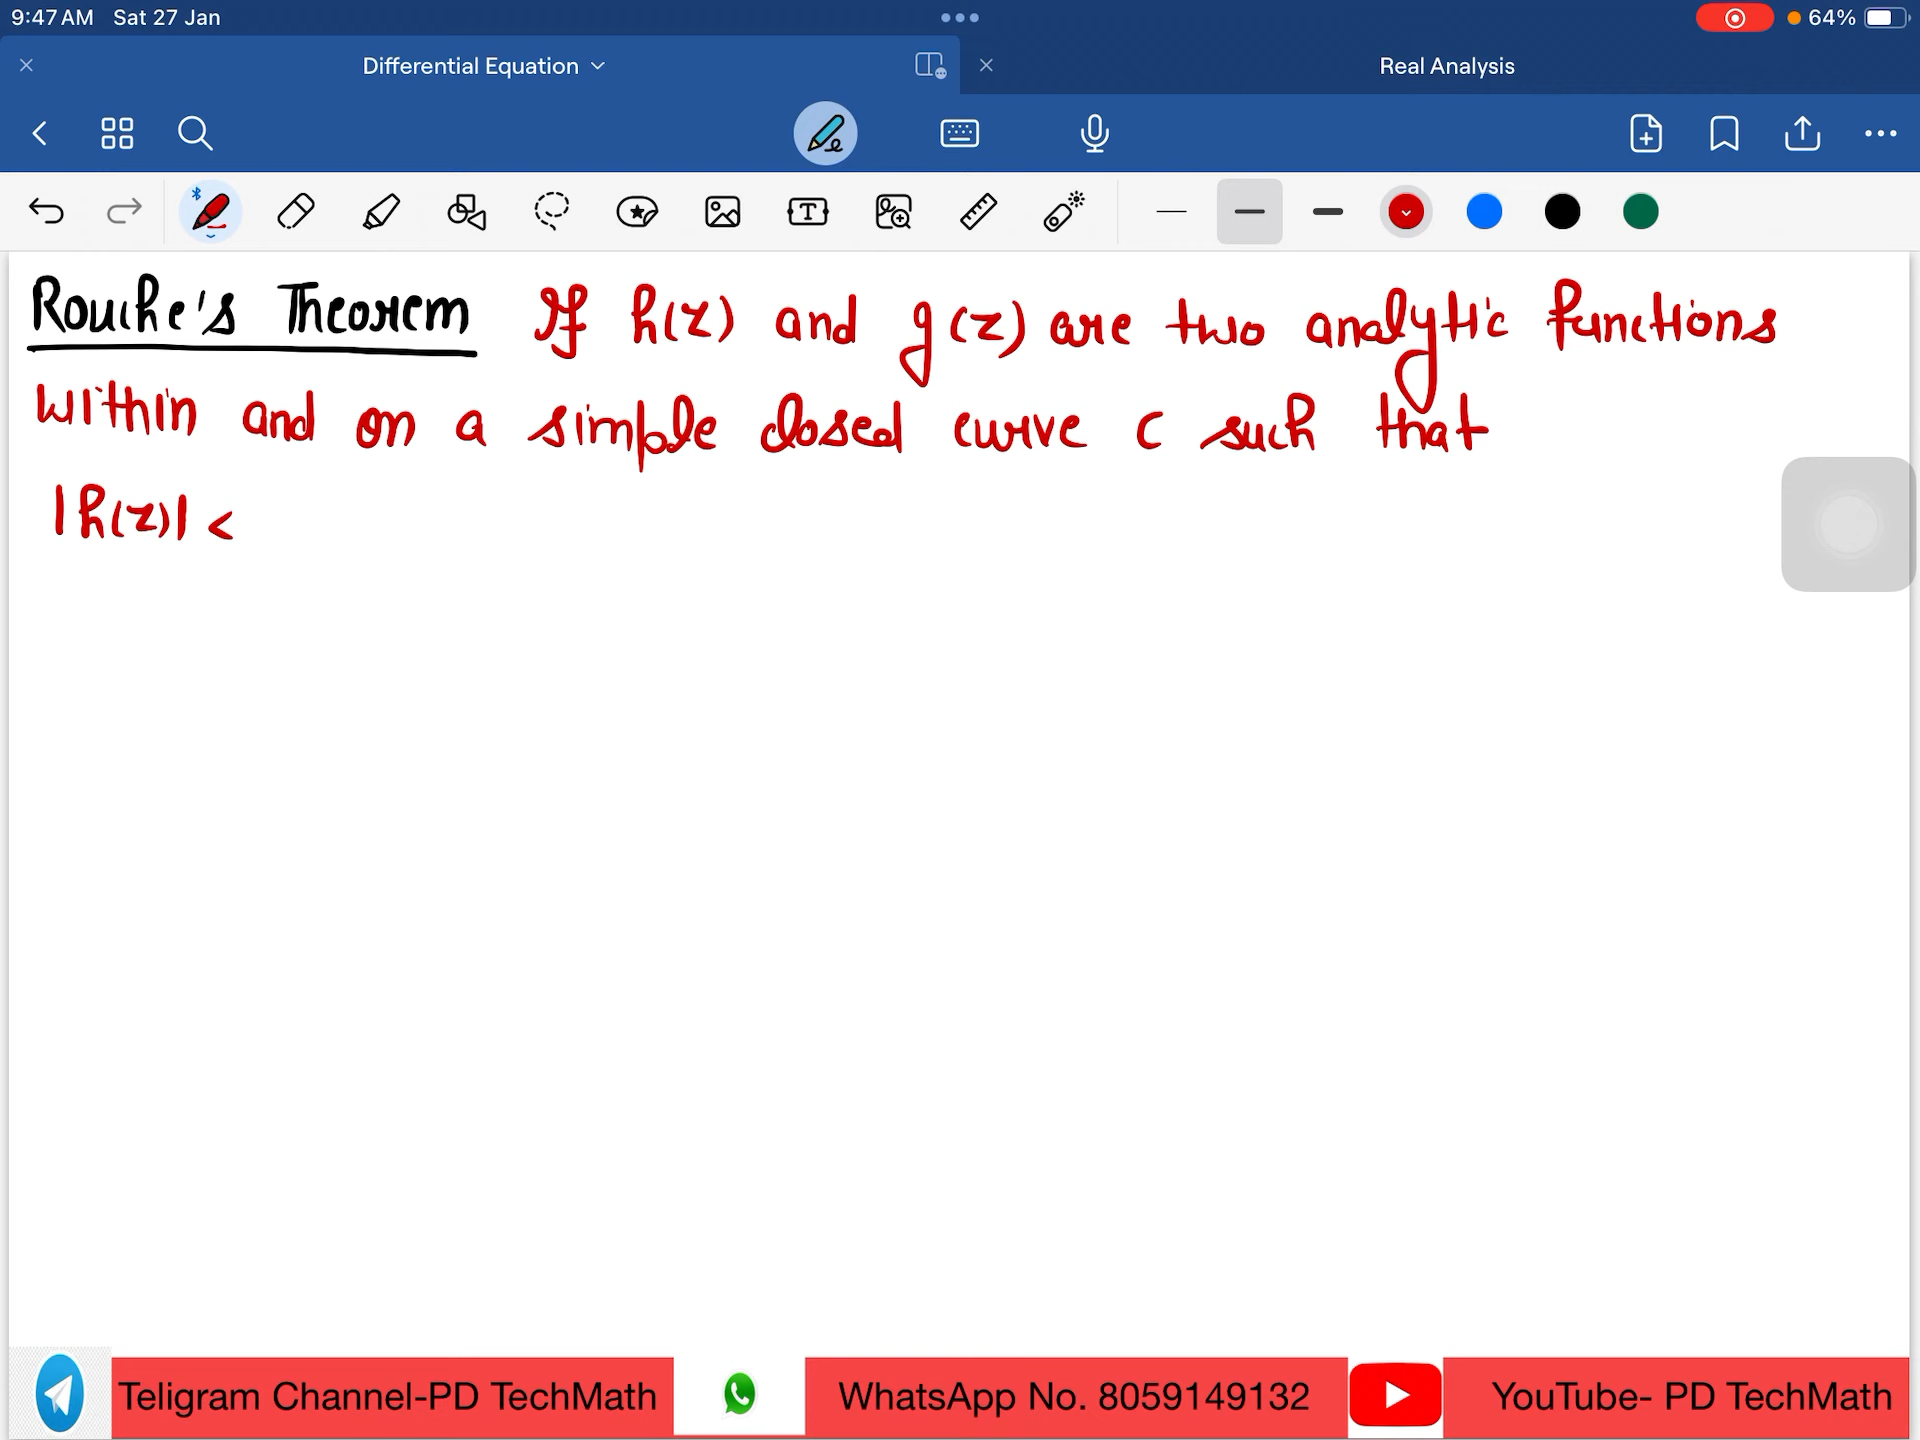 9:47 AM Sat 27 Jan 64%
Differential Equation Real Analysis
Rouche's Theorem If h(z) and g(z) are two analytic functions
within and on a simple closed curve c such that
|h(z)| <
Teligram Channel-PD TechMath WhatsApp No. 8059149132 YouTube- PD TechMath